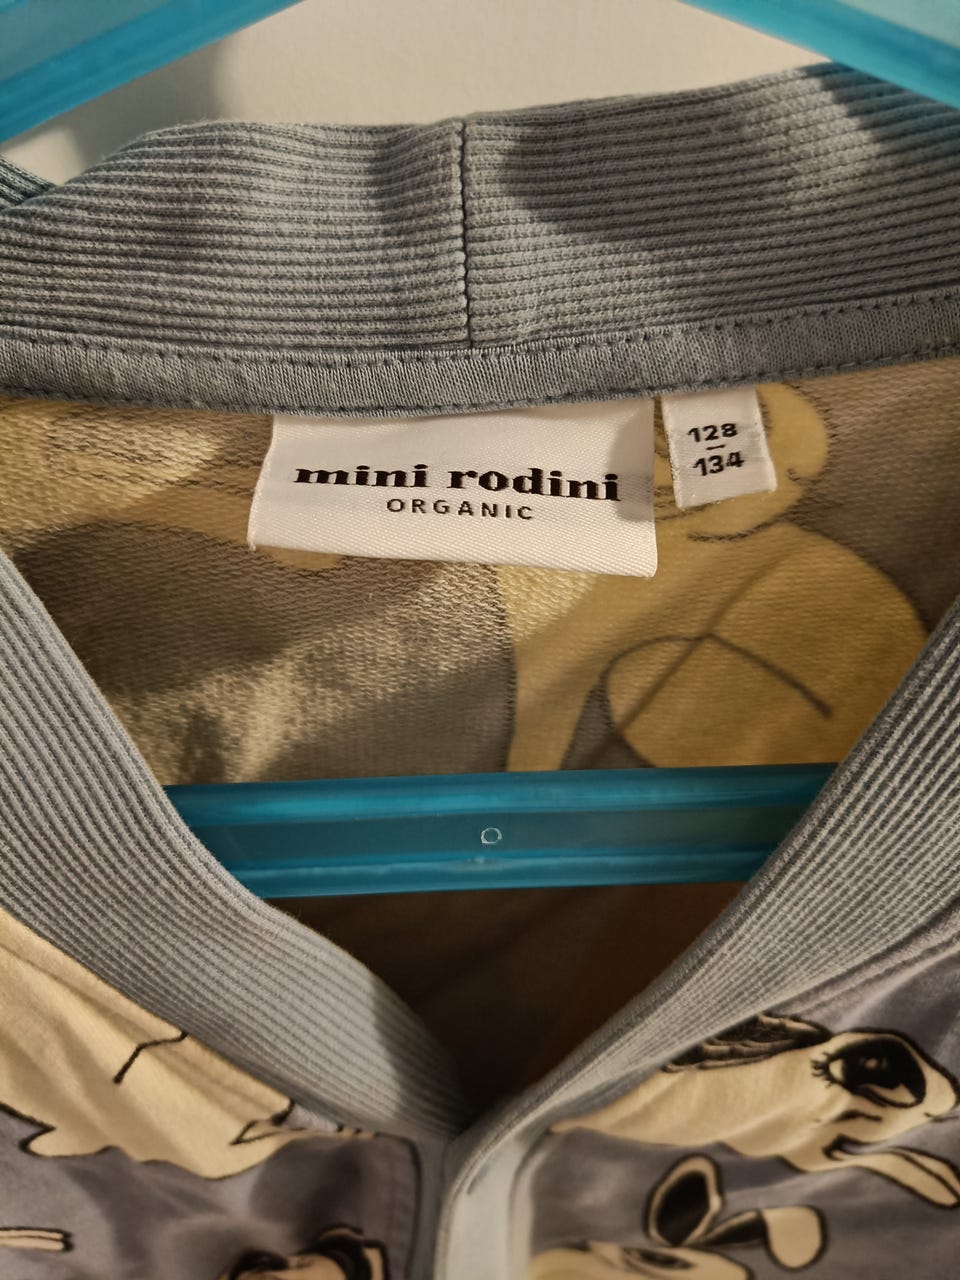 mini rodini
ORGANIC
128
–
134